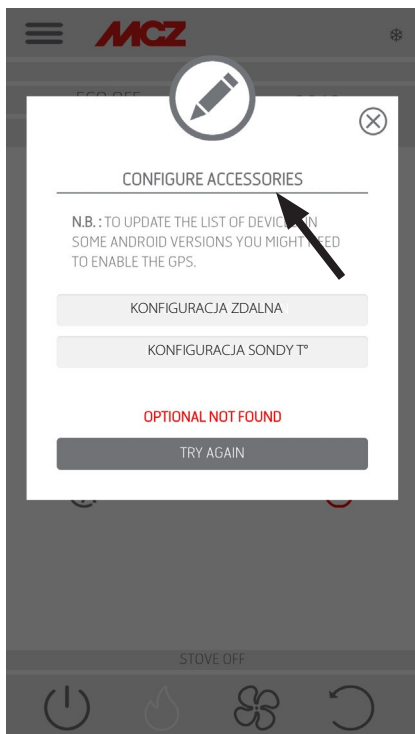 MCZ
CONFIGURE ACCESSORIES
N.B. : TO UPDATE THE LIST OF DEVICES IN
SOME ANDROID VERSIONS YOU MIGHT NEED
TO ENABLE THE GPS.
KONFIGURACJA ZDALNA
KONFIGURACJA SONDY T°
OPTIONAL NOT FOUND
TRY AGAIN
STOVE OFF